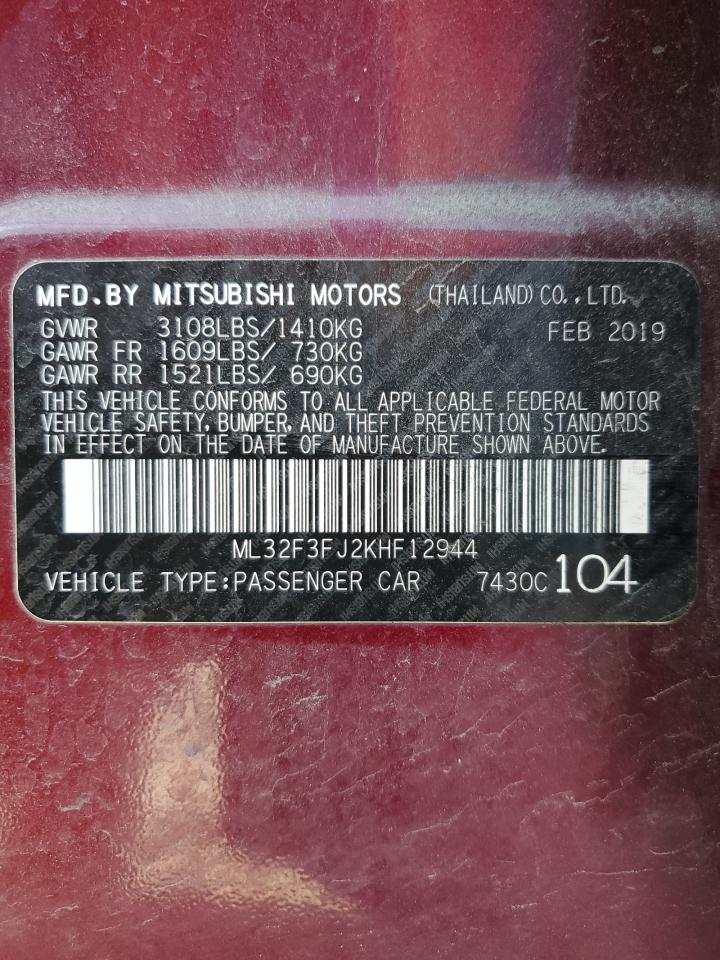 MFD.BY MITSUBISHI MOTORS (THAILAND)CO.,LTD.
GVWR 3108LBS/1410KG FEB 2019
GAWR FR 1609LBS/ 730KG
GAWR RR 1521LBS/ 690KG
THIS VEHICLE CONFORMS TO ALL APPLICABLE FEDERAL MOTOR
VEHICLE SAFETY, BUMPER, AND THEFT PREVENTION STANDARDS
IN EFFECT ON THE DATE OF MANUFACTURE SHOWN ABOVE.
ML32F3FJ2KHF12944
VEHICLE TYPE:PASSENGER CAR 7430C 104